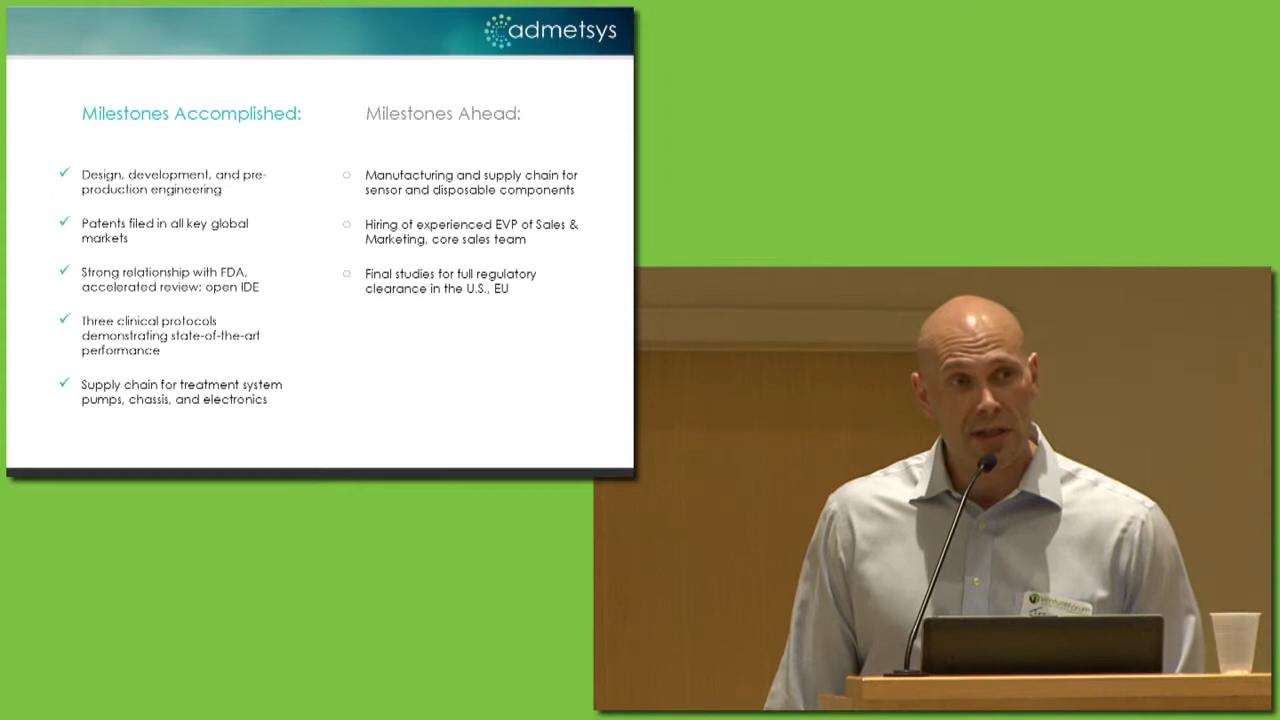 admetsys
Milestones Accomplished:
Design, development, and pre-
production engineering
Patents filed in all key global
markets
Strong relationship with FDA,
accelerated review; open IDE
Three clinical protocols
demonstrating state-of-the-art
performance
Supply chain for treatment system
pumps, chassis, and electronics
Milestones Ahead:
Manufacturing and supply chain for
sensor and disposable components
Hiring of experienced EVP of Sales &
Marketing, core sales team
Final studies for full regulatory
clearance in the U.S., EU
VentureForum